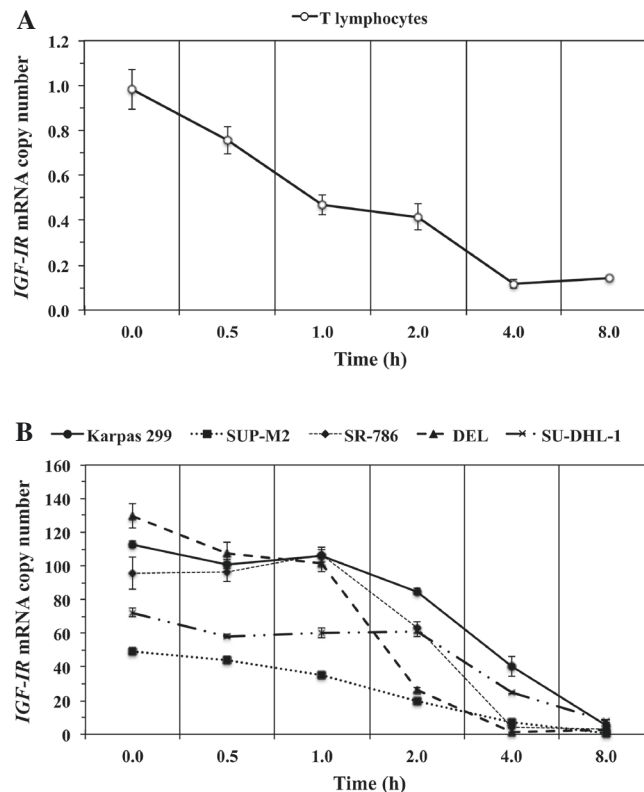 A
T lymphocytes
IGF-IR mRNA copy number
1.2
1.0
0.8
0.6
0.4
0.2
0.0
0.0 0.5 1.0 2.0 4.0 8.0
Time (h)
B
Karpas 299 SUP-M2 SR-786 DEL SU-DHL-1
IGF-IR mRNA copy number
160
140
120
100
80
60
40
20
0
0.0 0.5 1.0 2.0 4.0 8.0
Time (h)